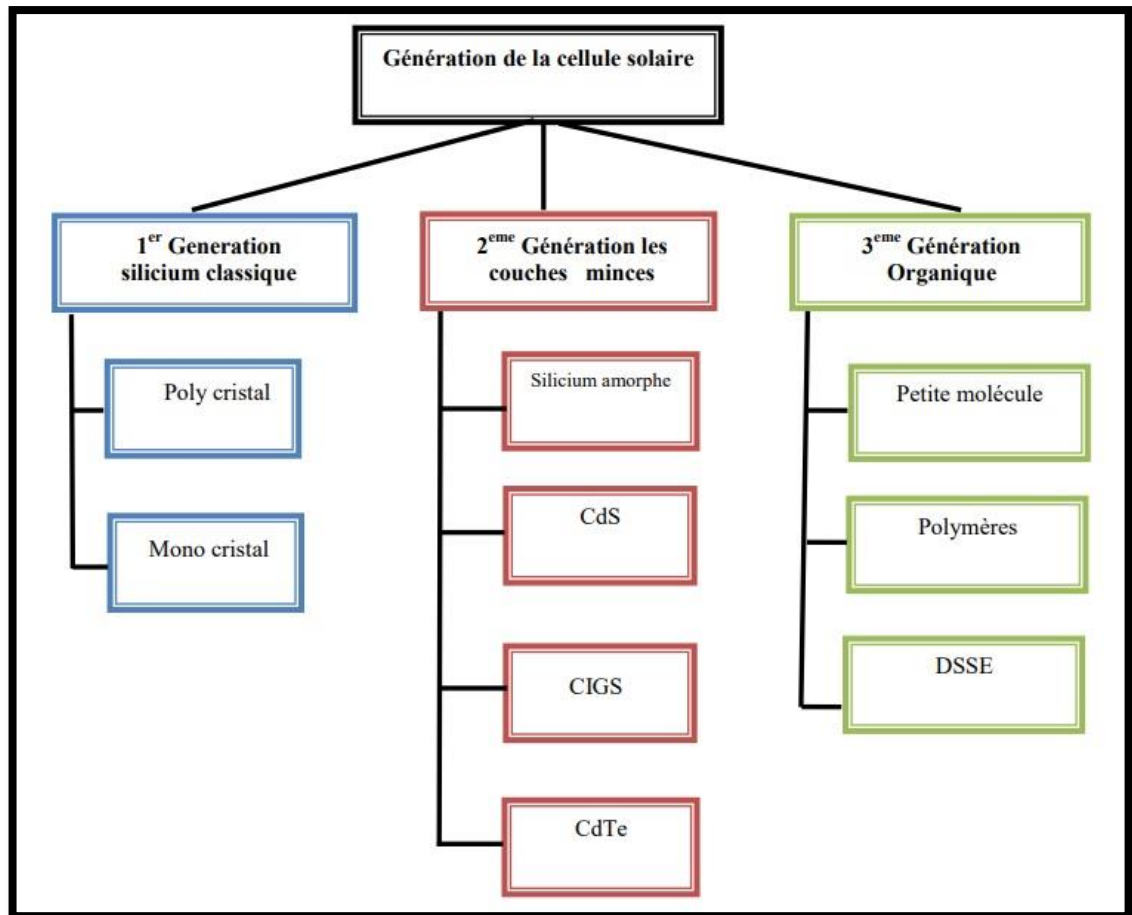 Génération de la cellule solaire
1er Generation
silicium classique
Poly cristal
Mono cristal
2eme Génération les
couches minces
Silicium amorphe
CdS
CIGS
CdTe
3eme Génération
Organique
Petite molécule
Polymères
DSSE